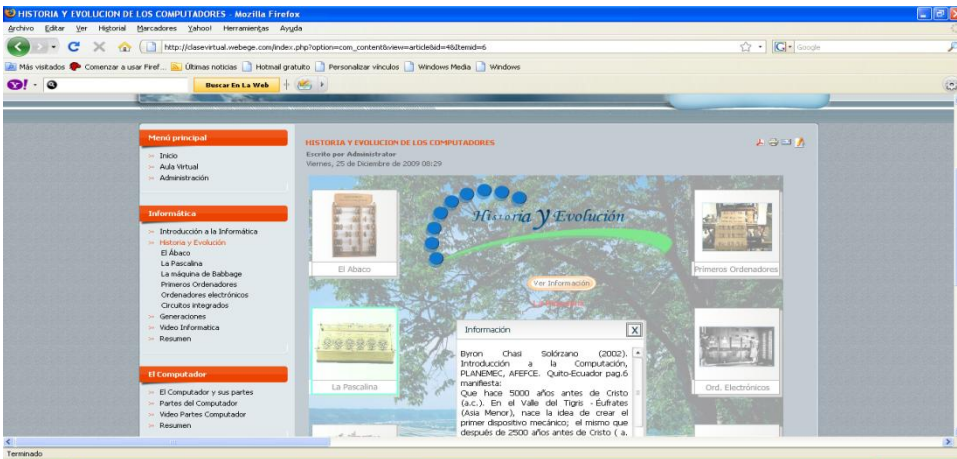 HISTORIA Y EVOLUCION DE LOS COMPUTADORES - Mozilla Firefox
Archivo Editar Ver Historial Marcadores Yahoo! Herramientas Ayuda
http://clasevirtual.webege.com/index.php?option=com_content&view=article&id=46&Itemid=6
Google
Más visitados Comenzar a usar Firef... Últimas noticias Hotmail gratuito Personalizar vínculos Windows Media Windows
Buscar En La Web
Menú principal
Inicio
Aula Virtual
Administración
Informática
Introducción a la Informática
Historia y Evolución
El Ábaco
La Pascalina
La máquina de Babbage
Primeros Ordenadores
Ordenadores electrónicos
Circuitos integrados
Generaciones
Video Informatica
Resumen
El Computador
El Computador y sus partes
Partes del Computador
Video Partes Computador
Resumen
HISTORIA Y EVOLUCION DE LOS COMPUTADORES
Escrito por Administrator
Viernes, 25 de Diciembre de 2009 08:29
Historia y Evolución
El Abaco
Primeros Ordenadores
Ver Información
La Pascalina
Ord. Electrónicos
Información
X
Byron Chasi Solórzano (2002).
Introducción a la Computación,
PLANEMEC, AFEFCE. Quito-Ecuador pag.6
manifiesta:
Que hace 5000 años antes de Cristo
(a.c.). En el Valle del Tigris - Éufrates
(Asia Menor), nace la idea de crear el
primer dispositivo mecánico; el mismo que
después de 2500 años antes de Cristo ( a.
Terminado